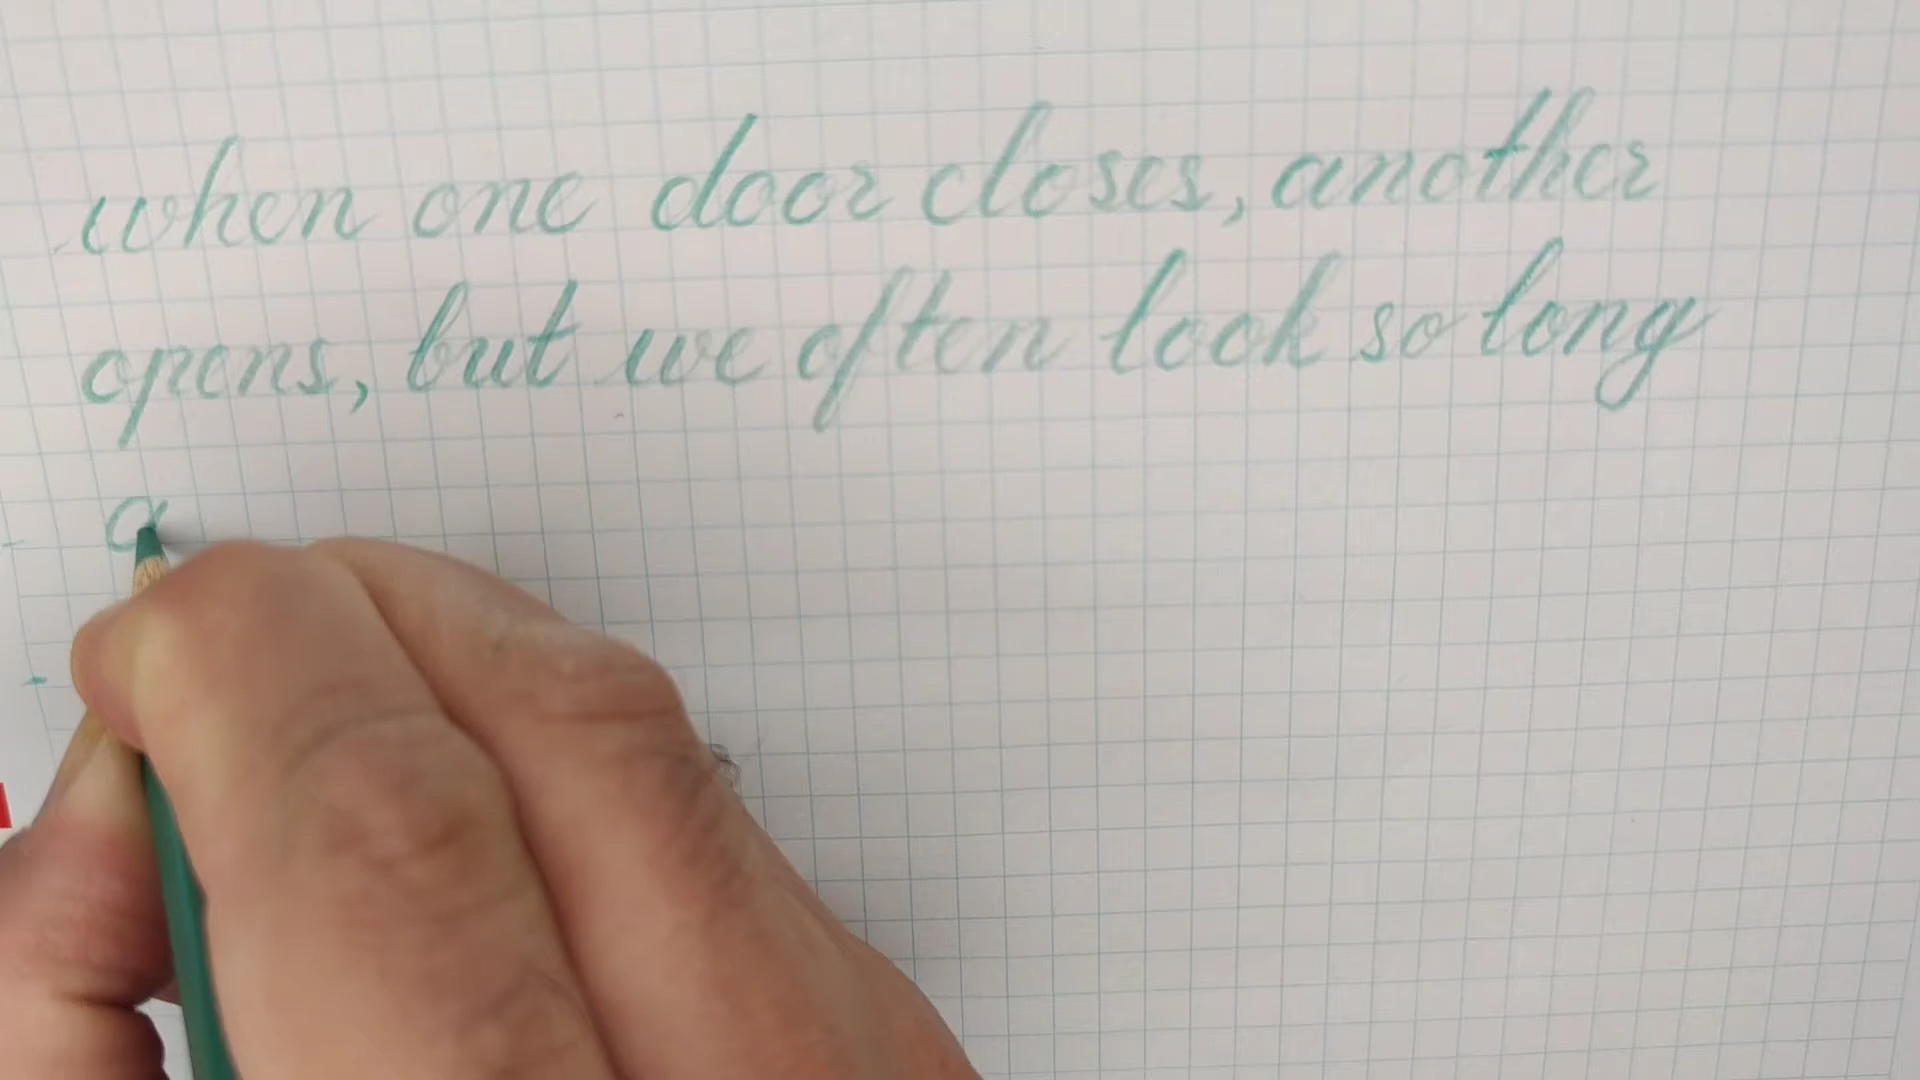 when one door closes, another
opens, but we often look so long
a